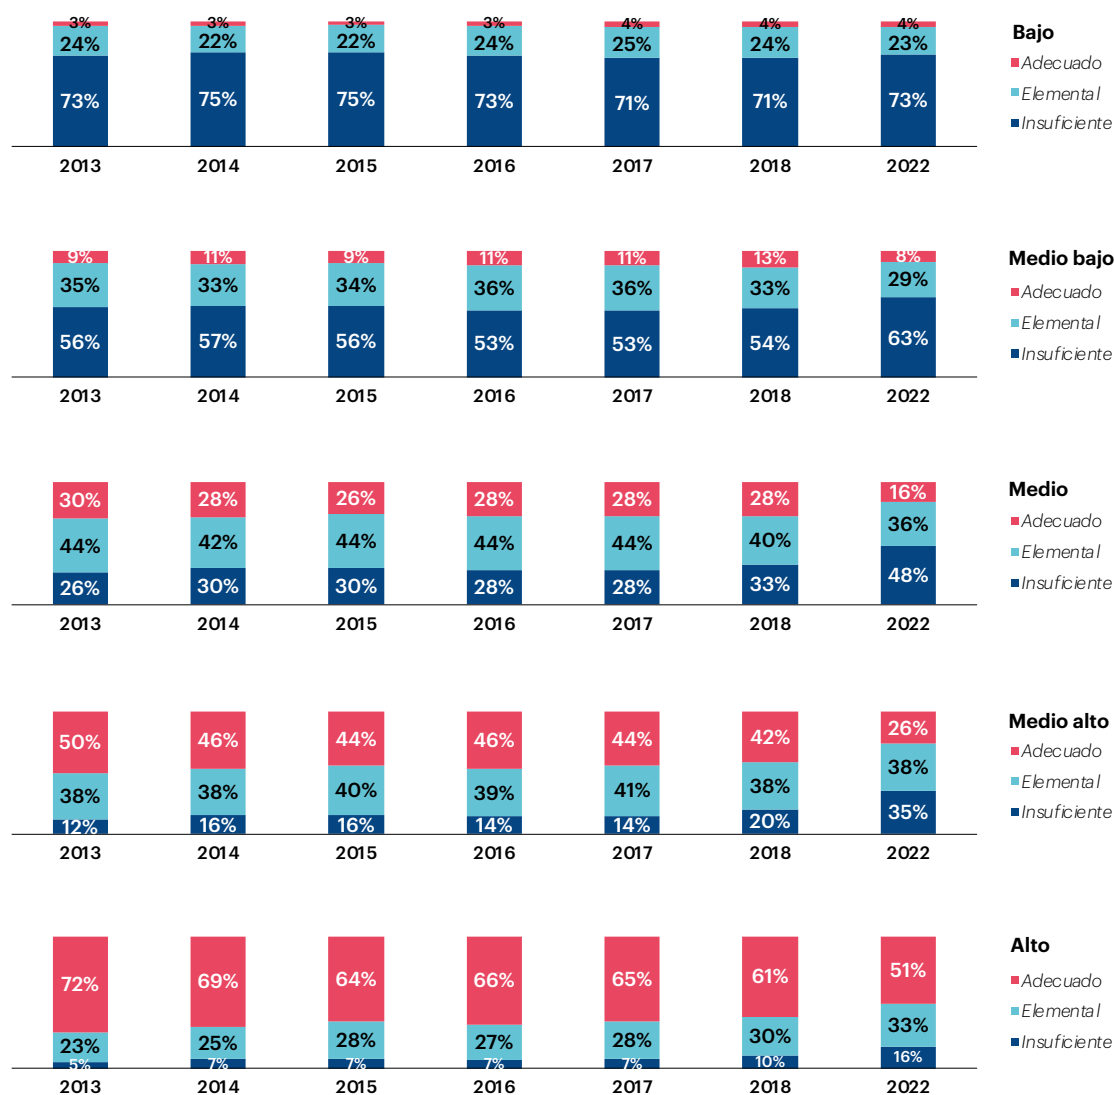 3% 3% 3% 3% 4% 4% 4%
24% 22% 22% 24% 25% 24% 23%
73% 75% 75% 73% 71% 71% 73%
2013 2014 2015 2016 2017 2018 2022
Bajo
Adecuado
Elemental
Insuficiente
9% 11% 9% 11% 11% 13% 8%
35% 33% 34% 36% 36% 33% 29%
56% 57% 56% 53% 53% 54% 63%
2013 2014 2015 2016 2017 2018 2022
Medio bajo
Adecuado
Elemental
Insuficiente
30% 28% 26% 28% 28% 28% 16%
44% 42% 44% 44% 44% 40% 36%
26% 30% 30% 28% 28% 33% 48%
2013 2014 2015 2016 2017 2018 2022
Medio
Adecuado
Elemental
Insuficiente
50% 46% 44% 46% 44% 42% 26%
38% 38% 40% 39% 41% 38% 38%
12% 16% 16% 14% 14% 20% 35%
2013 2014 2015 2016 2017 2018 2022
Medio alto
Adecuado
Elemental
Insuficiente
72% 69% 64% 66% 65% 61% 51%
23% 25% 28% 27% 28% 30% 33%
5% 7% 7% 7% 7% 10% 16%
2013 2014 2015 2016 2017 2018 2022
Alto
Adecuado
Elemental
Insuficiente